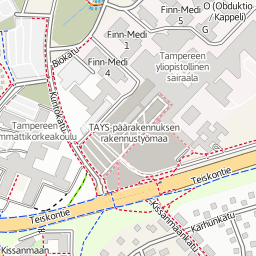 O (Obduktio
/ Kappeli)
Finn-Medi
5
G
Finn-Medi
1
Biokatu
Finn-Medi
4
Tampereen
yliopistollinen
sairaala
Kuntokatu
Tampereen
mmattikorkeakoulu
TAYS-päärakennuksen
rakennustyömaa
Teiskontie
Teiskontie
Kissanmaankatu
Karhunkatu
Kissanmaan